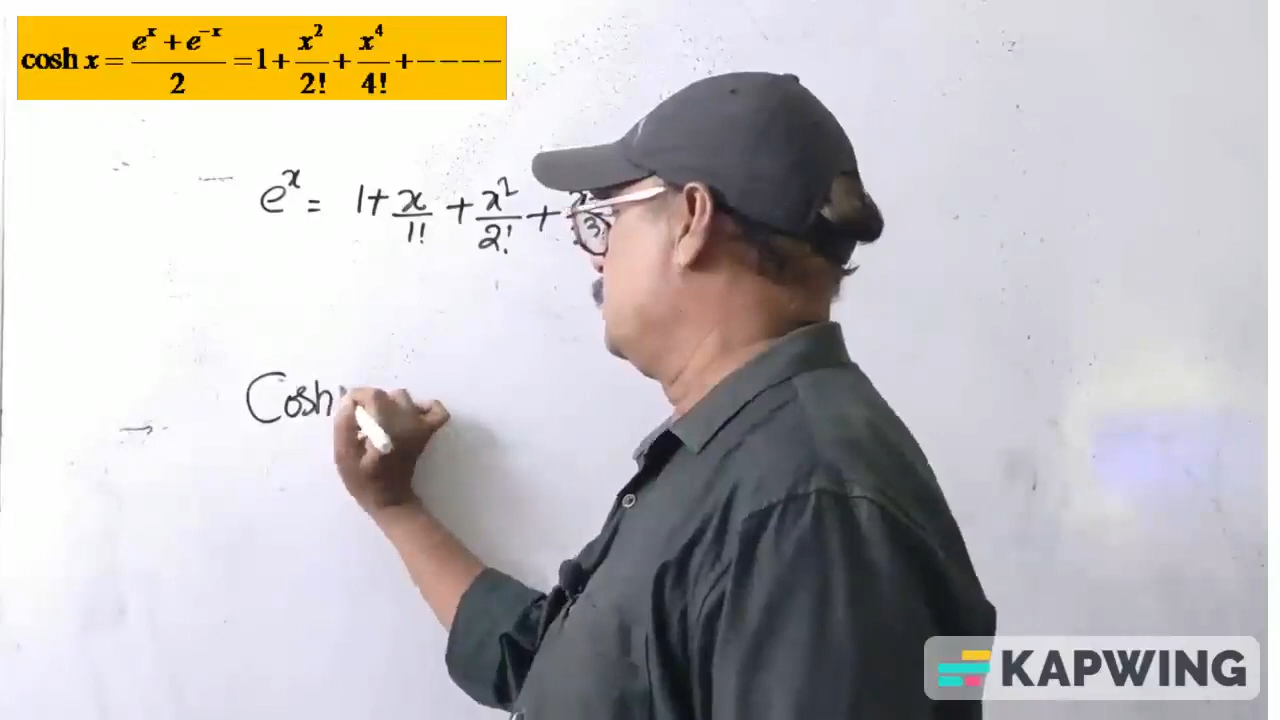 cosh x = (e^x + e^-x)/2 = 1 + x^2/2! + x^4/4! + - - - -
e^x = 1 + x/1! + x^2/2! +
Cosh
KAPWING